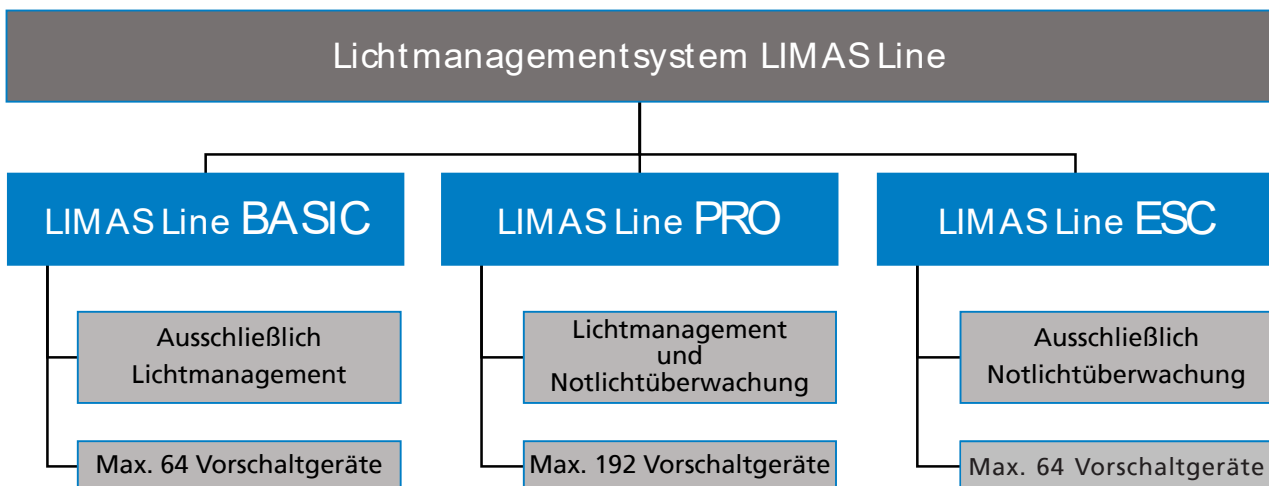 Lichtmanagementsystem LIMAS Line
LIMAS Line BASIC
Ausschließlich
Lichtmanagement
Max. 64 Vorschaltgeräte
LIMAS Line PRO
Lichtmanagement
und
Notlichtüberwachung
Max. 192 Vorschaltgeräte
LIMAS Line ESC
Ausschließlich
Notlichtüberwachung
Max. 64 Vorschaltgeräte